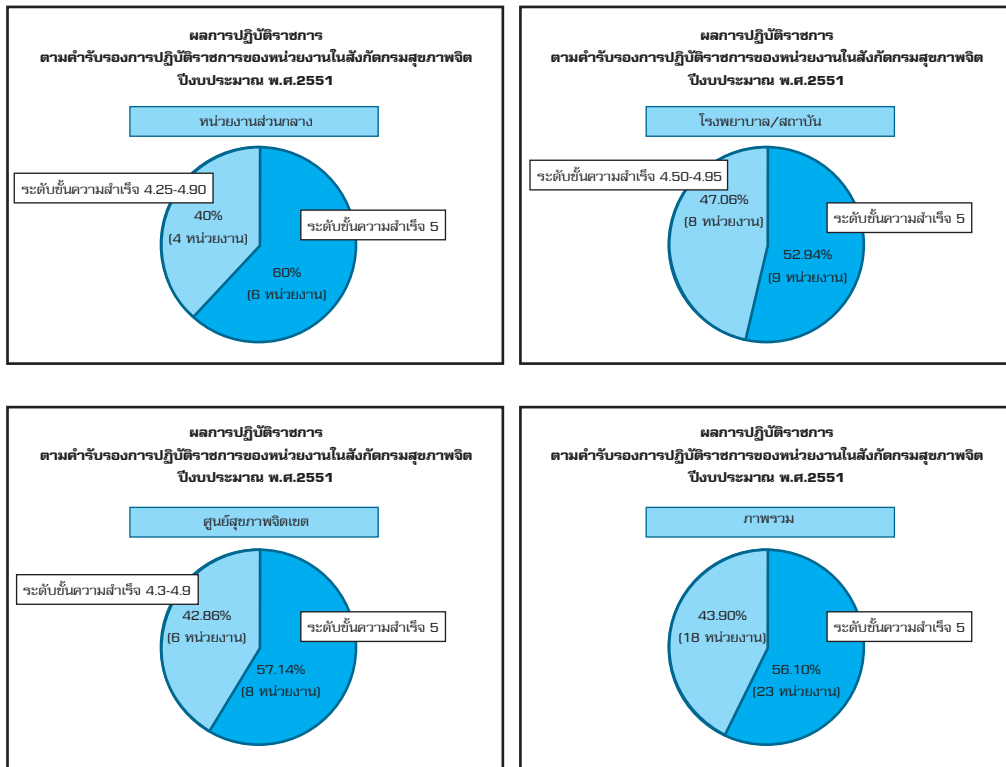 ผลการปฏิบัติราชการ
ตามคำรับรองการปฏิบัติราชการของหน่วยงานในสังกัดกรมสุขภาพจิต
ปีงบประมาณ พ.ศ.2551
หน่วยงานส่วนกลาง
ระดับขั้นความสำเร็จ 4.25-4.90
40%
(4 หน่วยงาน)
ระดับขั้นความสำเร็จ 5
60%
(6 หน่วยงาน)
ผลการปฏิบัติราชการ
ตามคำรับรองการปฏิบัติราชการของหน่วยงานในสังกัดกรมสุขภาพจิต
ปีงบประมาณ พ.ศ.2551
โรงพยาบาล/สถาบัน
ระดับขั้นความสำเร็จ 4.50-4.95
47.06%
(8 หน่วยงาน)
ระดับขั้นความสำเร็จ 5
52.94%
(9 หน่วยงาน)
ผลการปฏิบัติราชการ
ตามคำรับรองการปฏิบัติราชการของหน่วยงานในสังกัดกรมสุขภาพจิต
ปีงบประมาณ พ.ศ.2551
ศูนย์สุขภาพจิตเขต
ระดับขั้นความสำเร็จ 4.3-4.9
42.86%
(6 หน่วยงาน)
ระดับขั้นความสำเร็จ 5
57.14%
(8 หน่วยงาน)
ผลการปฏิบัติราชการ
ตามคำรับรองการปฏิบัติราชการของหน่วยงานในสังกัดกรมสุขภาพจิต
ปีงบประมาณ พ.ศ.2551
ภาพรวม
43.90%
(18 หน่วยงาน)
ระดับขั้นความสำเร็จ 5
56.10%
(23 หน่วยงาน)